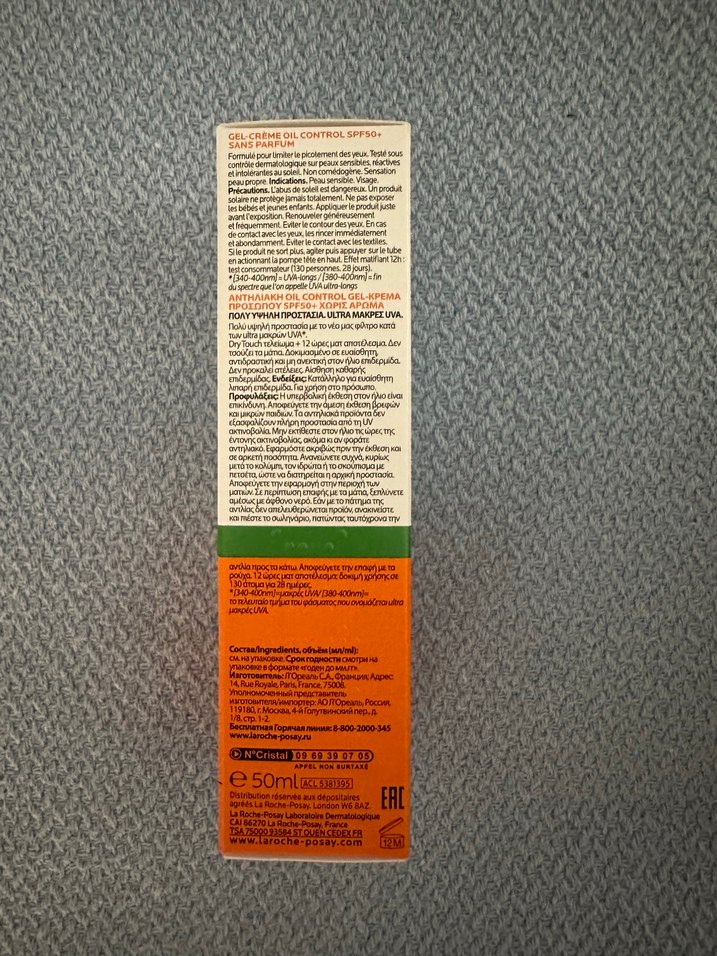 GEL-CRÈME OIL CONTROL SPF50+
SANS PARFUM
Formulé pour limiter le picotement des yeux. Testé sous
contrôle dermatologique sur peaux sensibles, réactives
et intolérantes au soleil. Non comédogène. Sensation
peau propre. Indications. Peau sensible. Visage.
Précautions. L'abus de soleil est dangereux. Un produit
solaire ne protège jamais totalement. Ne pas exposer
les bébés et jeunes enfants. Appliquer le produit juste
avant l'exposition. Renouveler généreusement
et fréquemment. Eviter le contour des yeux. En cas
de contact avec les yeux, les rincer immédiatement
et abondamment. Eviter le contact avec les textiles.
Si le produit ne sort plus, agiter puis appuyer sur le tube
en actionnant la pompe tête en haut. Effet matifiant 12h :
test consommateur (130 personnes. 28 jours).
*[340-400nm] = UVA-longs / [380-400nm] = fin
du spectre que l'on appelle UVA ultra-longs
ΑΝΤΗΛΙΑΚΗ OIL CONTROL GEL-ΚΡΕΜΑ
ΠΡΟΣΩΠΟΥ SPF50+ ΧΩΡΙΣ ΑΡΩΜΑ
ΠΟΛΥ ΥΨΗΛΗ ΠΡΟΣΤΑΣΙΑ. ULTRA ΜΑΚΡΕΣ UVA.
Πολύ υψηλή προστασία με το νέο μας φίλτρο κατά
των ultra μακρών UVA*.
Dry Touch τελείωμα + 12 ώρες ματ αποτέλεσμα. Δεν
τσούζει τα μάτια. Δοκιμασμένο σε ευαίσθητη,
αντιδραστική και μη ανεκτική στον ήλιο επιδερμίδα.
Δεν προκαλεί ατέλειες. Αίσθηση καθαρής
επιδερμίδας. Ενδείξεις: Κατάλληλο για ευαίσθητη
λιπαρή επιδερμίδα. Για χρήση στο πρόσωπο.
Προφυλάξεις: Η υπερβολική έκθεση στον ήλιο είναι
επικίνδυνη. Αποφεύγετε την άμεση έκθεση βρεφών
και μικρών παιδιών. Τα αντηλιακά προϊόντα δεν
εξασφαλίζουν πλήρη προστασία από τη UV
ακτινοβολία. Μην εκτίθεστε στον ήλιο τις ώρες της
έντονης ακτινοβολίας, ακόμα κι αν φοράτε
αντηλιακό. Εφαρμόστε ακριβώς πριν την έκθεση και
σε αρκετή ποσότητα. Ανανεώνετε συχνά, κυρίως
μετά το κολύμπι, τον ιδρώτα ή το σκούπισμα με
πετσέτα, ώστε να διατηρείται η αρχική προστασία.
Αποφεύγετε την εφαρμογή στην περιοχή των
ματιών. Σε περίπτωση επαφής με τα μάτια, ξεπλύνετε
αμέσως με άφθονο νερό. Εάν με το πάτημα της
αντλίας δεν απελευθερώνεται προϊόν, ανακινείστε
και πιέστε το σωληνάριο, πατώντας ταυτόχρονα την
αντλία προς τα κάτω. Αποφεύγετε την επαφή με τα
ρούχα. 12 ώρες ματ αποτέλεσμα: δοκιμή χρήσης σε
130 άτομα για 28 ημέρες.
*[340-400nm]=μακρές UVA/ [380-400nm]=
το τελευταίο τμήμα του φάσματος που ονομάζεται ultra
μακρές UVA.
Состав/Ingredients, объём (мл/ml):
см. на упаковке. Срок годности смотри на
упаковке в формате «годен до мм.гг».
Изготовитель: Л'Ореаль С.А., Франция; Адрес:
14, Rue Royale, Paris, France, 75008.
Уполномоченный представитель
изготовителя/импортер: АО Л'Ореаль, Россия,
119180, г. Москва, 4-й Голутвинский пер., д.
1/8, стр. 1-2.
Бесплатная Горячая линия: 8-800-2000-345
www.laroche-posay.ru
N°Cristal 09 69 39 07 05
APPEL NON SURTAXÉ
e 50ml ACL 5381395
Distribution réservée aux dépositaires
agréés La Roche-Posay. London W6 8AZ.
EAC
La Roche-Posay Laboratoire Dermatologique
CAI 86270 La Roche-Posay, France
TSA 75000 93584 ST OUEN CEDEX FR
www.laroche-posay.com
12M